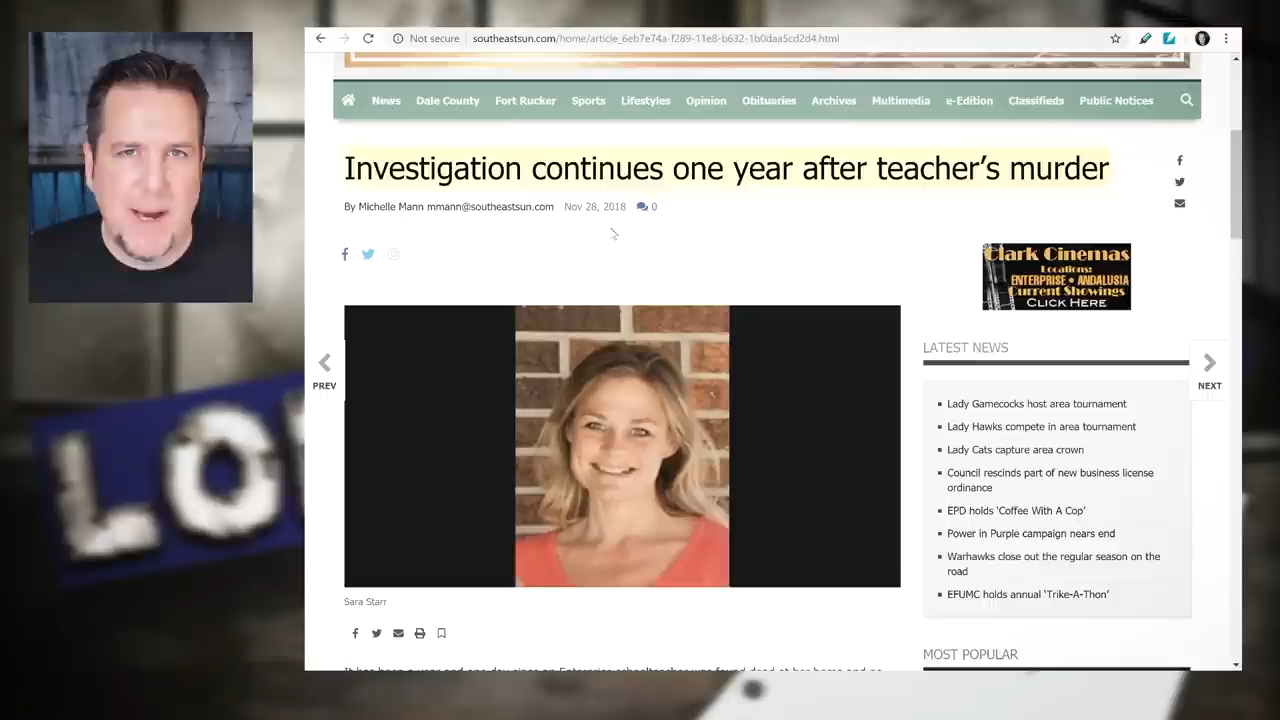 Not secure
southeastsun.com/home/article_6eb7e74a-f289-11e8-b632-1b0daa5cd2d4.html
News Dale County Fort Rucker Sports Lifestyles Opinion Obituaries Archives Multimedia e-Edition Classifieds Public Notices
Investigation continues one year after teacher’s murder
By Michelle Mann mmann@southeastsun.com Nov 28, 2018 0
Clark Cinemas
Locations:
ENTERPRISE • ANDALUSIA
Current Showings
CLICK HERE
LATEST NEWS
PREV
NEXT
Lady Gamecocks host area tournament
Lady Hawks compete in area tournament
Lady Cats capture area crown
Council rescinds part of new business license
ordinance
EPD holds ‘Coffee With A Cop’
Power in Purple campaign nears end
Warhawks close out the regular season on the
road
EFUMC holds annual ‘Trike-A-Thon’
Sara Starr
MOST POPULAR
LO